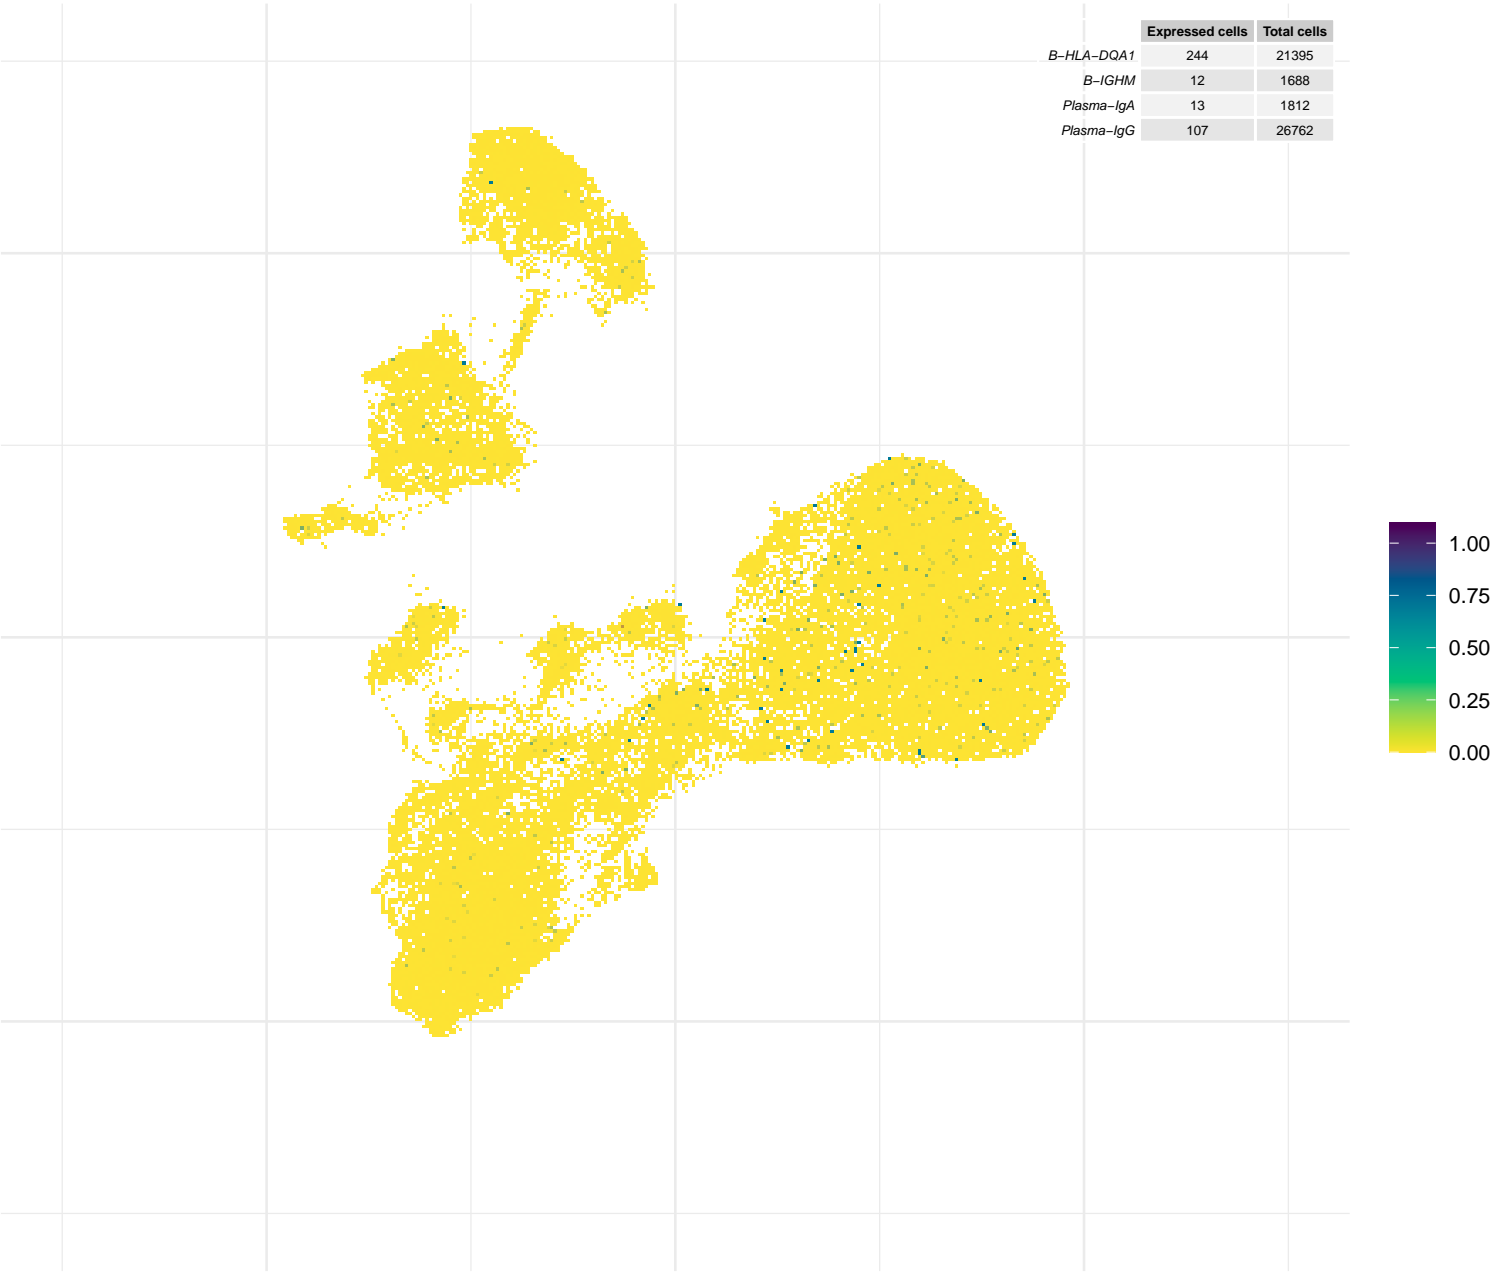 Expressed cells Total cells
B−HLA−DQA1 244 21395
B−IGHM 12 1688
Plasma−IgA 13 1812
Plasma−IgG 107 26762
1.00
0.75
0.50
0.25
0.00